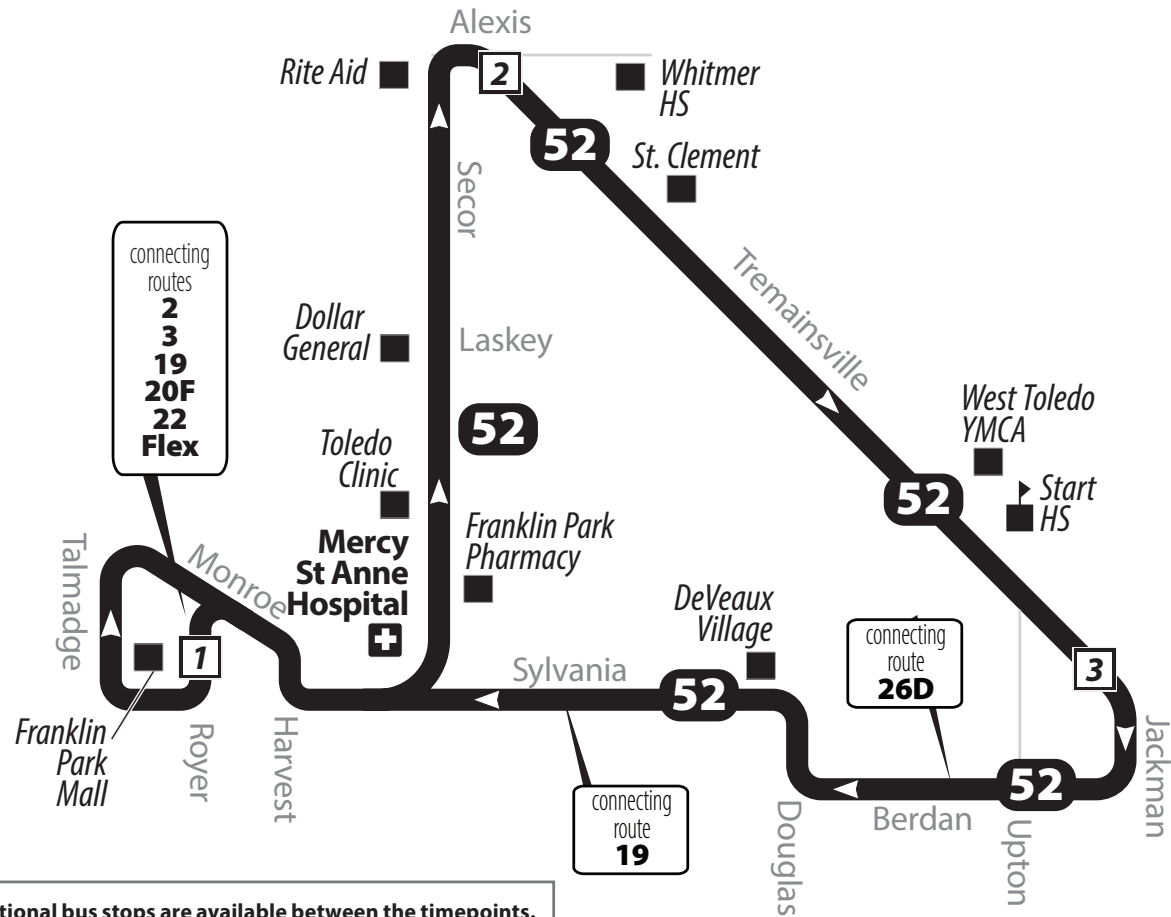 Alexis
Rite Aid
2
Whitmer
HS
52
St. Clement
Secor
connecting
routes
2
3
19
20F
22
Flex
Tremainsville
Dollar
General
Laskey
52
West Toledo
YMCA
Toledo
Clinic
52
Start
HS
Franklin Park
Pharmacy
Mercy
St Anne
Hospital
Talmadge
Monroe
DeVeaux
Village
connecting
route
26D
1
3
Sylvania
52
Franklin
Park
Mall
Royer
Harvest
Jackman
52
connecting
route
19
Douglas
Berdan
Upton
tional bus stops are available between the timepoints.